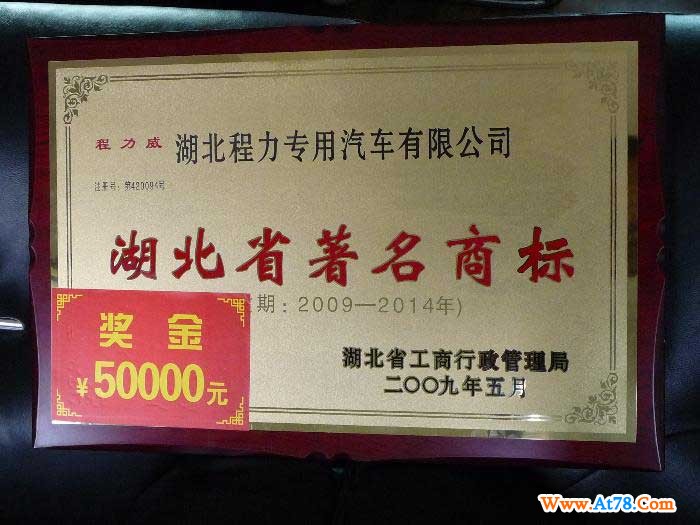 程力威 湖北程力专用汽车有限公司
注册号:第420094号
湖北省著名商标
期:2009—2014年)
奖金
¥50000元
湖北省工商行政管理局
二〇〇九年五月
Www.At78.Com